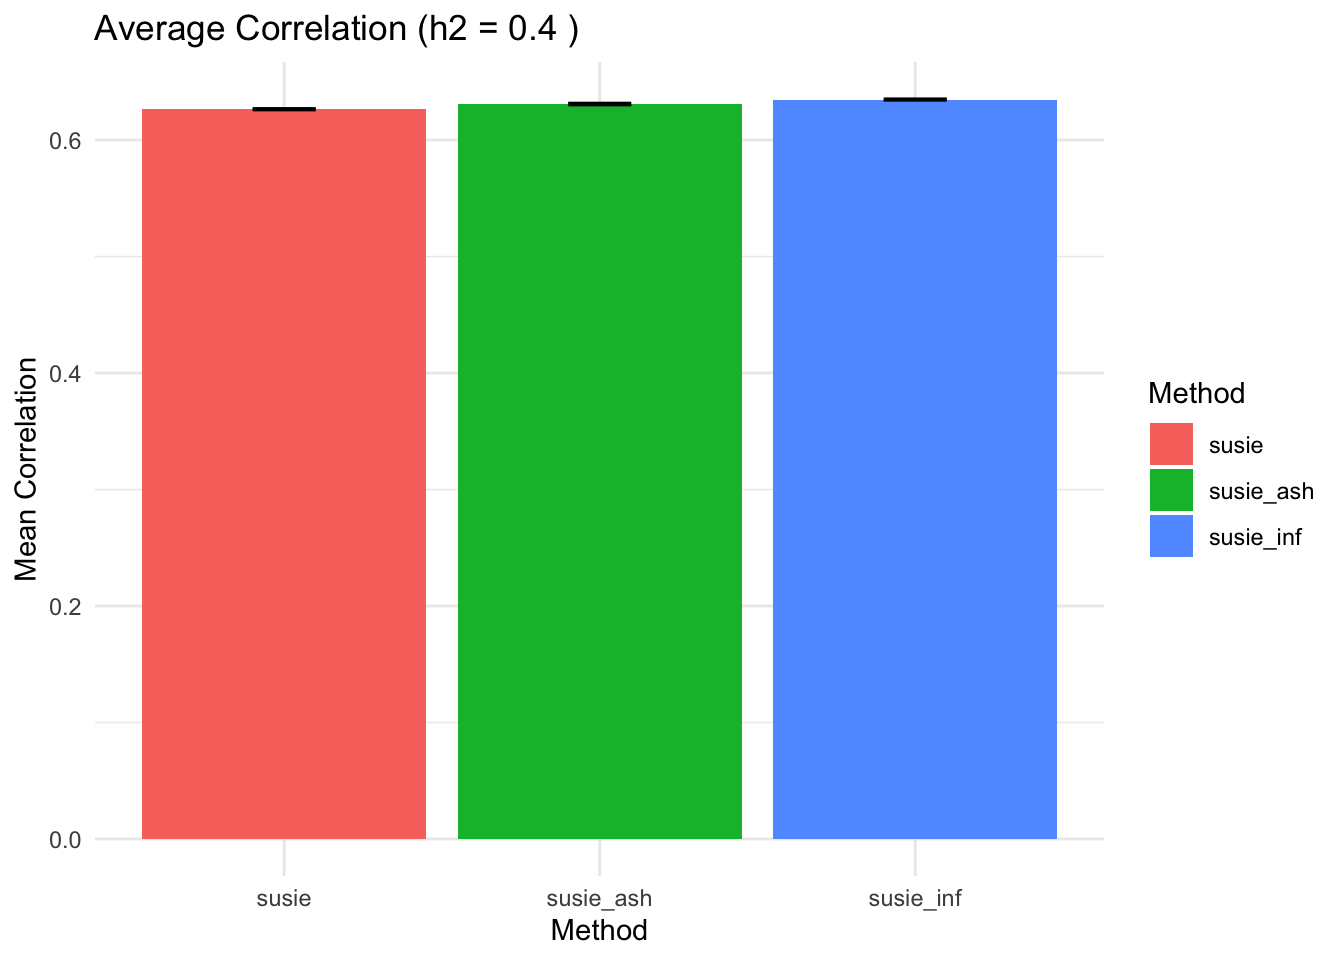 Average Correlation (h2 = 0.4 )
Mean Correlation
0.6
0.4
0.2
0.0
susie
susie_ash
susie_inf
Method
Method
susie
susie_ash
susie_inf